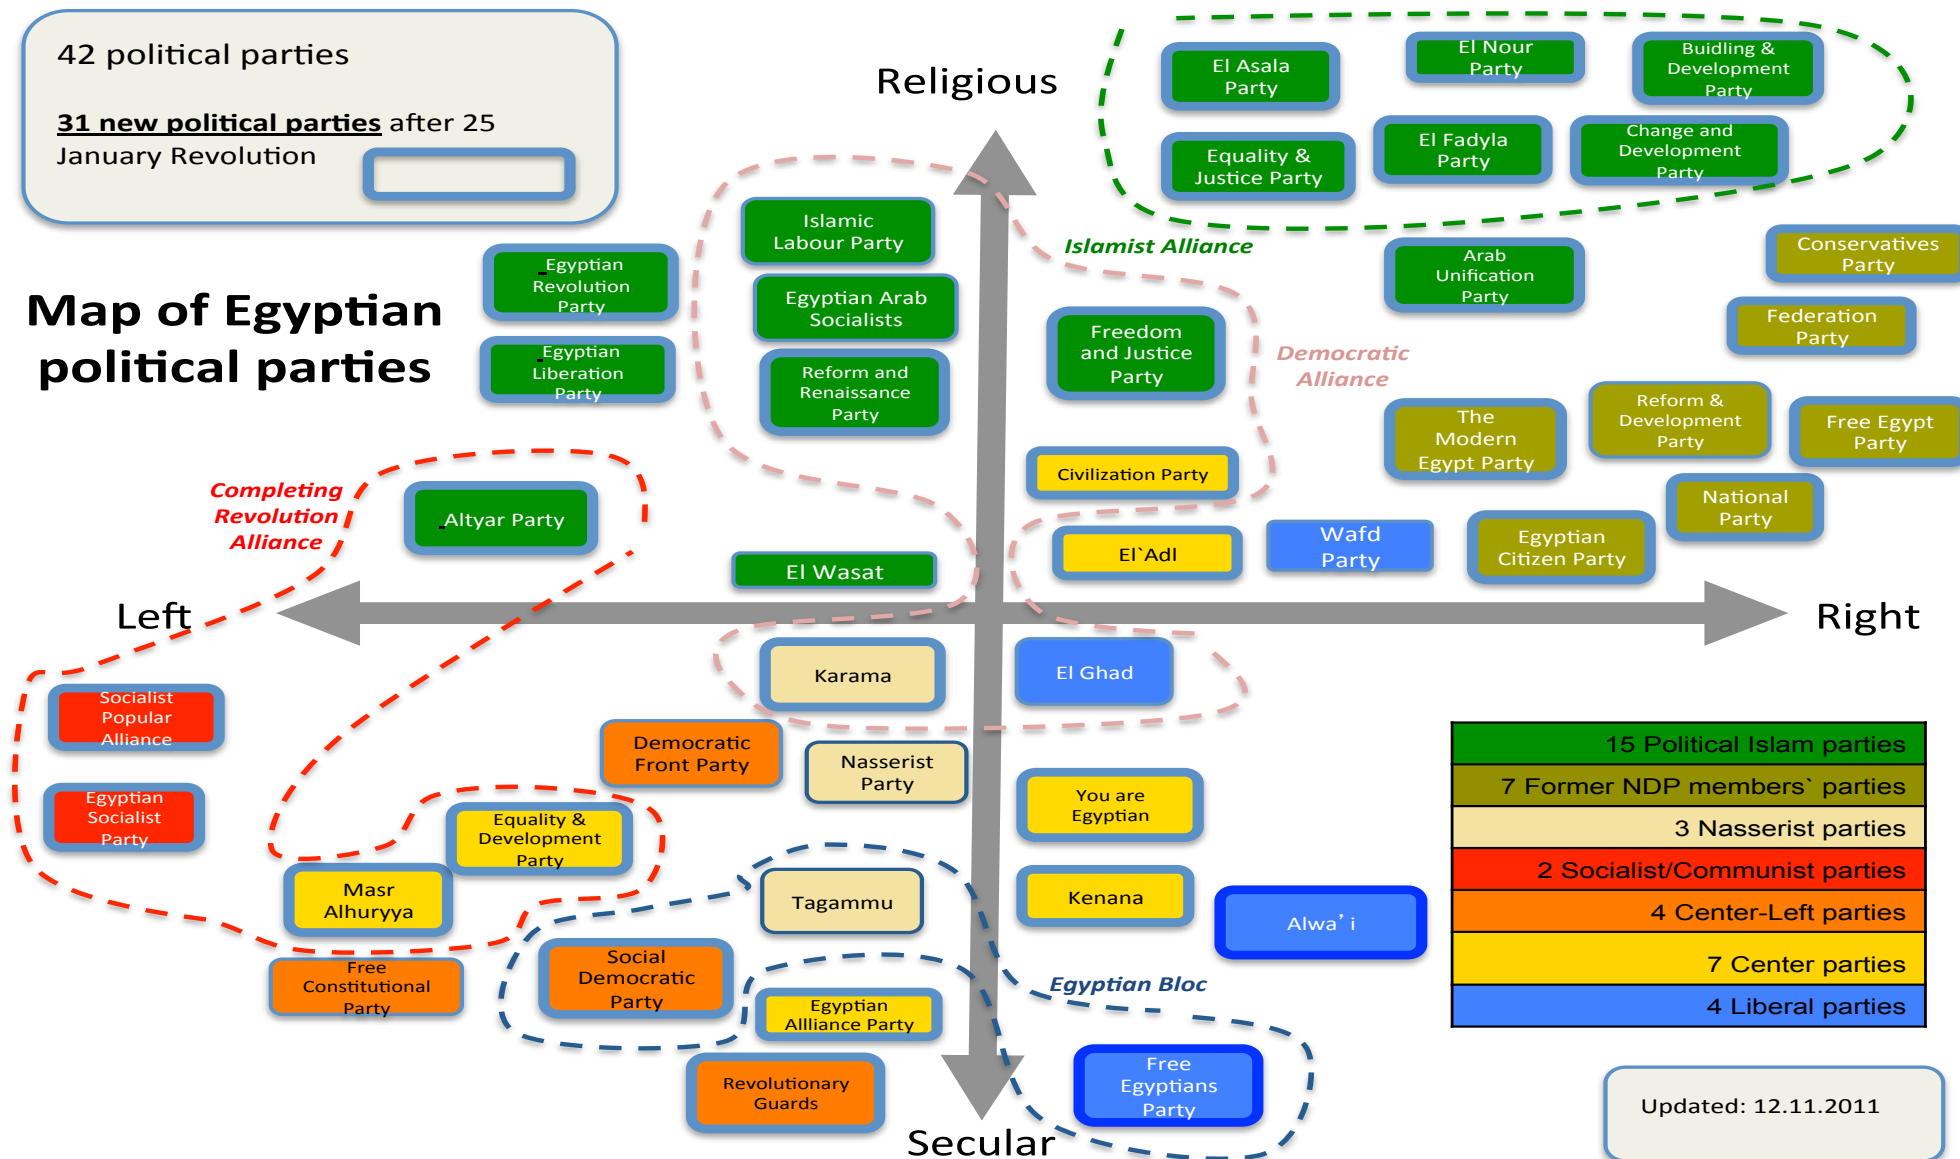 42 political parties
31 new political parties after 25
January Revolution
Map of Egyptian
political parties
Religious
Secular
Left
Right
El Asala
Party
El Nour
Party
Buidling &
Development
Party
Equality &
Justice Party
El Fadyla
Party
Change and
Development
Party
Islamist Alliance
Islamic
Labour Party
Egyptian
Revolution
Party
Egyptian Arab
Socialists
Egyptian
Liberation
Party
Reform and
Renaissance
Party
Freedom
and Justice
Party
Democratic
Alliance
Arab
Unification
Party
Conservatives
Party
Federation
Party
The
Modern
Egypt Party
Reform &
Development
Party
Free Egypt
Party
National
Party
Egyptian
Citizen Party
Civilization Party
El`Adl
Wafd
Party
Completing
Revolution
Alliance
Altyar Party
El Wasat
Karama
El Ghad
Socialist
Popular
Alliance
Egyptian
Socialist
Party
Democratic
Front Party
Nasserist
Party
You are
Egyptian
Equality &
Development
Party
Masr
Alhuryya
Tagammu
Kenana
Alwa’ i
Free
Constitutional
Party
Social
Democratic
Party
Egyptian
Allliance Party
Egyptian Bloc
Revolutionary
Guards
Free
Egyptians
Party
15 Political Islam parties
7 Former NDP members` parties
3 Nasserist parties
2 Socialist/Communist parties
4 Center-Left parties
7 Center parties
4 Liberal parties
Updated: 12.11.2011